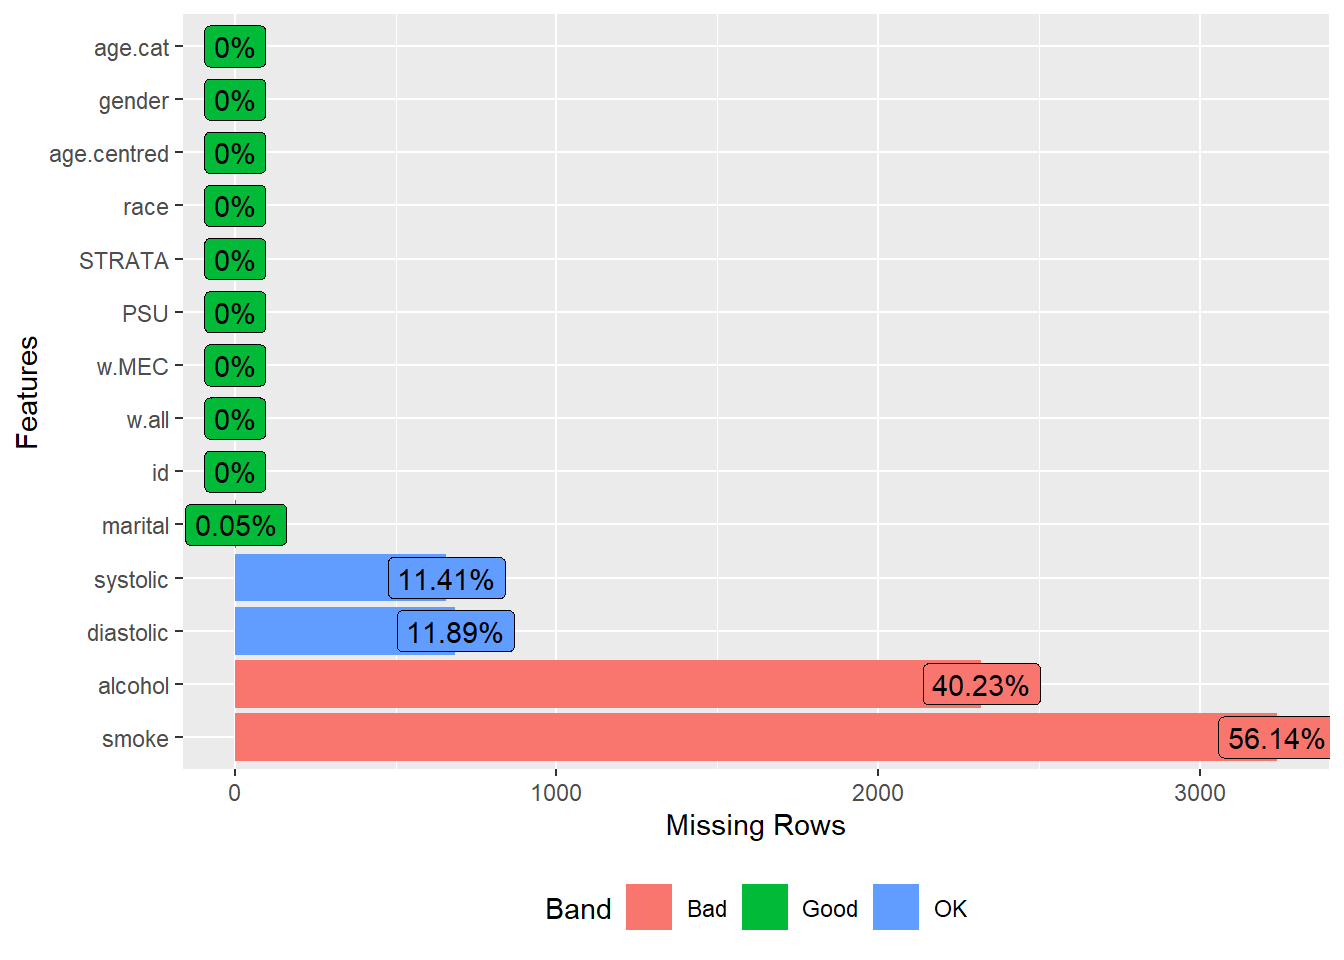 age.cat 0%
gender 0%
age.centred 0%
race 0%
STRATA 0%
PSU 0%
w.MEC 0%
w.all 0%
id 0%
marital 0.05%
systolic 11.41%
diastolic 11.89%
alcohol 40.23%
smoke 56.14%
Features
0 1000 2000 3000
Missing Rows
Band Bad Good OK